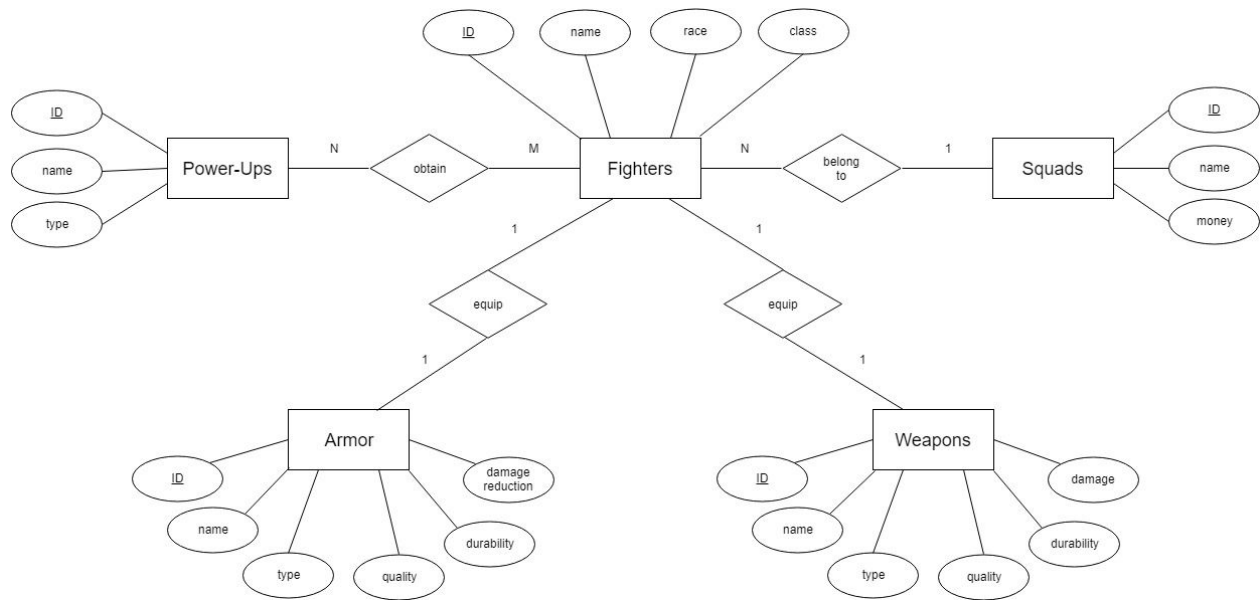 ID
name
race
class
ID
name
type
Power-Ups
N
obtain
M
Fighters
N
belong
to
1
Squads
ID
name
money
1
equip
1
1
equip
1
Armor
ID
name
type
quality
durability
damage
reduction
Weapons
ID
name
type
quality
durability
damage